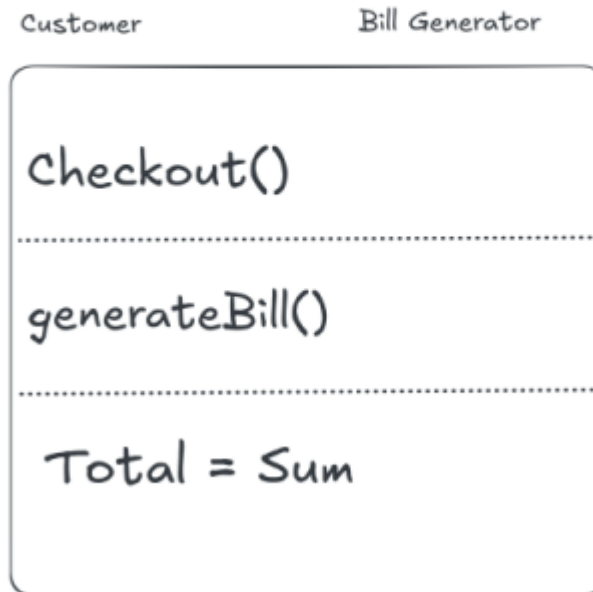 Customer Bill Generator
Checkout()
generateBill()
Total = Sum